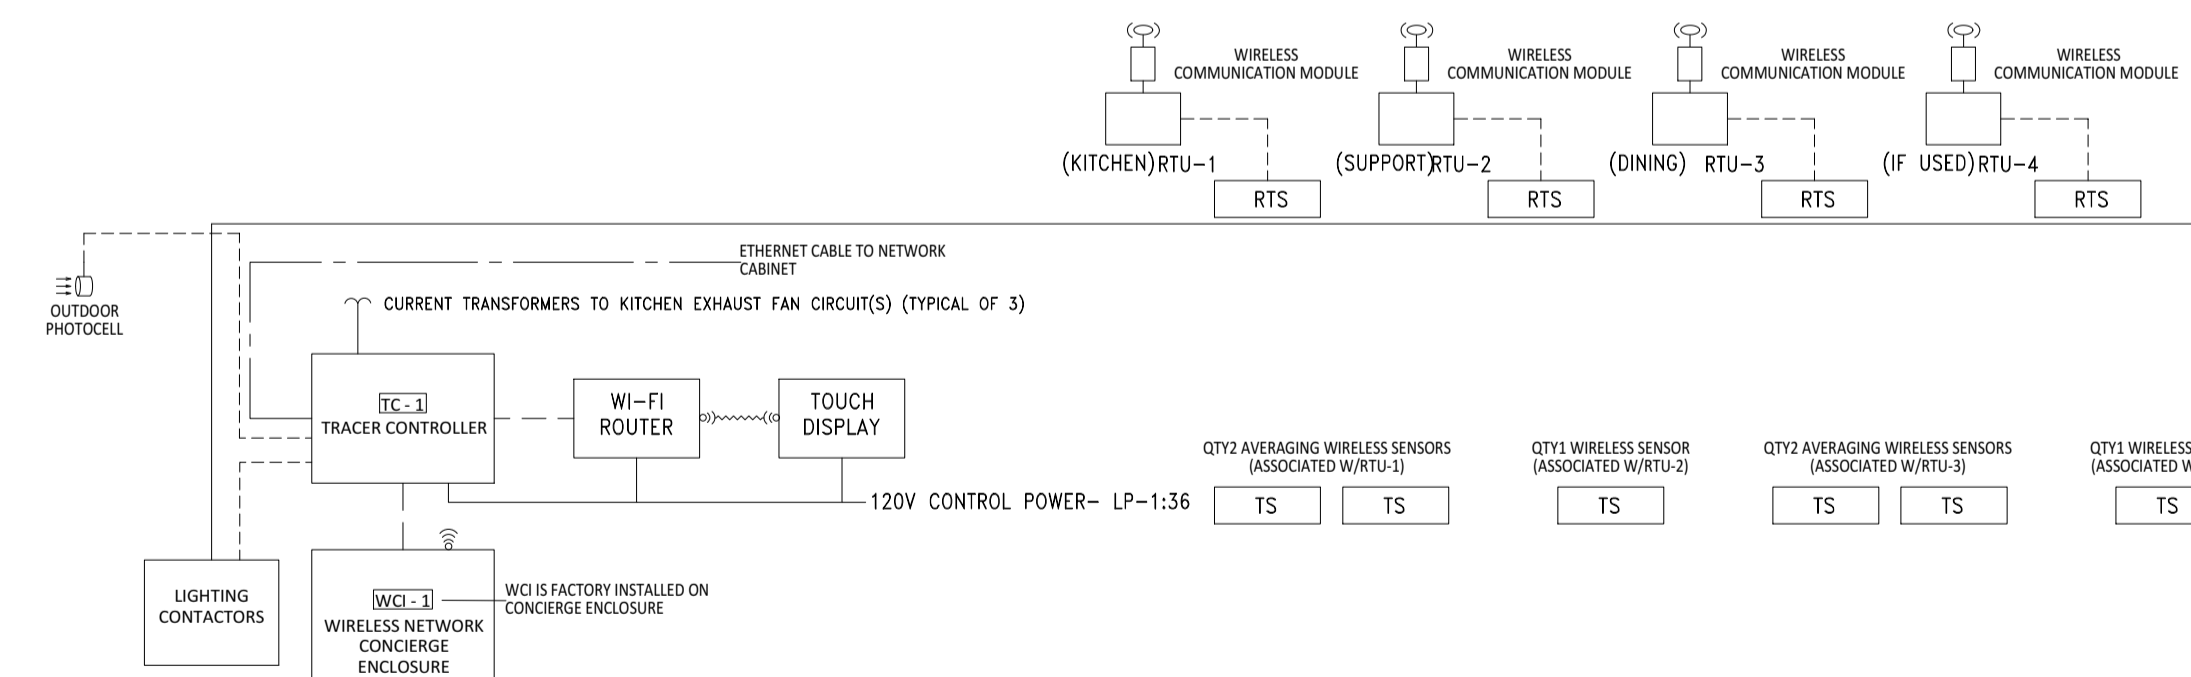 WIRELESS
COMMUNICATION MODULE
WIRELESS
COMMUNICATION MODULE
WIRELESS
COMMUNICATION MODULE
WIRELESS
COMMUNICATION MODULE
(KITCHEN) RTU-1
(SUPPORT) RTU-2
(DINING) RTU-3
(IF USED) RTU-4
RTS
RTS
RTS
RTS
ETHERNET CABLE TO NETWORK
CABINET
OUTDOOR
PHOTOCELL
CURRENT TRANSFORMERS TO KITCHEN EXHAUST FAN CIRCUIT(S) (TYPICAL OF 3)
TC - 1
TRACER CONTROLLER
WI-FI
ROUTER
TOUCH
DISPLAY
120V CONTROL POWER- LP-1:36
QTY2 AVERAGING WIRELESS SENSORS
(ASSOCIATED W/RTU-1)
TS
TS
QTY1 WIRELESS SENSOR
(ASSOCIATED W/RTU-2)
TS
QTY2 AVERAGING WIRELESS SENSORS
(ASSOCIATED W/RTU-3)
TS
TS
QTY1 WIRELESS
(ASSOCIATED W
TS
LIGHTING
CONTACTORS
WCI - 1
WIRELESS NETWORK
CONCIERGE
ENCLOSURE
WCI IS FACTORY INSTALLED ON
CONCIERGE ENCLOSURE